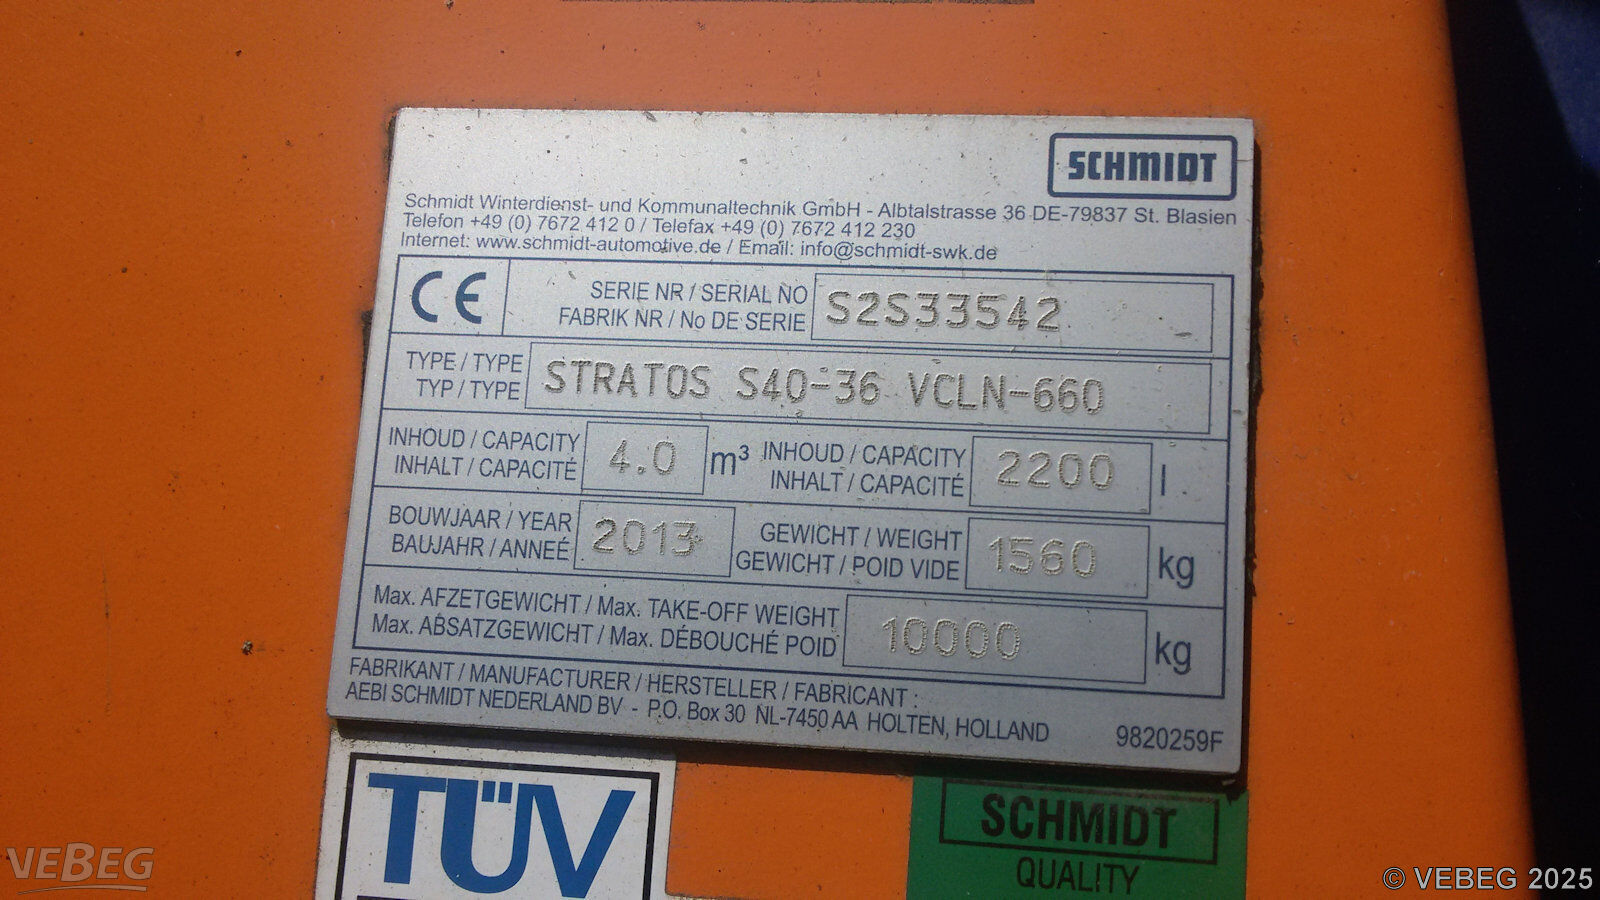 SCHMIDT
Schmidt Winterdienst- und Kommunaltechnik GmbH - Albtalstrasse 36 DE-79837 St. Blasien
Telefon +49 (0) 7672 412 0 / Telefax +49 (0) 7672 412 230
Internet: www.schmidt-automotive.de / Email: info@schmidt-swk.de
CE
SERIE NR / SERIAL NO
FABRIK NR / No DE SERIE
S2S33542
TYPE / TYPE
TYP / TYPE
STRATOS S40-36 VCLN-660
INHOUD / CAPACITY
INHALT / CAPACITÉ
4.0 m³
INHOUD / CAPACITY
INHALT / CAPACITÉ
2200 l
BOUWJAAR / YEAR
BAUJAHR / ANNEÉ
2013
GEWICHT / WEIGHT
GEWICHT / POID VIDE
1560 kg
Max. AFZETGEWICHT / Max. TAKE-OFF WEIGHT
Max. ABSATZGEWICHT / Max. DÉBOUCHÉ POID
10000 kg
FABRIKANT / MANUFACTURER / HERSTELLER / FABRICANT :
AEBI SCHMIDT NEDERLAND BV - P.O. Box 30 NL-7450 AA HOLTEN, HOLLAND
9820259F
TÜV
SCHMIDT
QUALITY
VEBEG
© VEBEG 2025